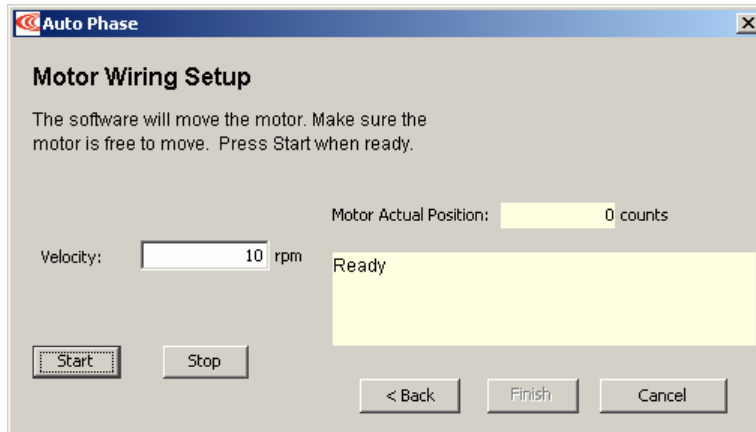 Auto Phase
Motor Wiring Setup
The software will move the motor. Make sure the
motor is free to move. Press Start when ready.
Motor Actual Position: 0 counts
Velocity: 10 rpm
Ready
Start Stop
< Back Finish Cancel